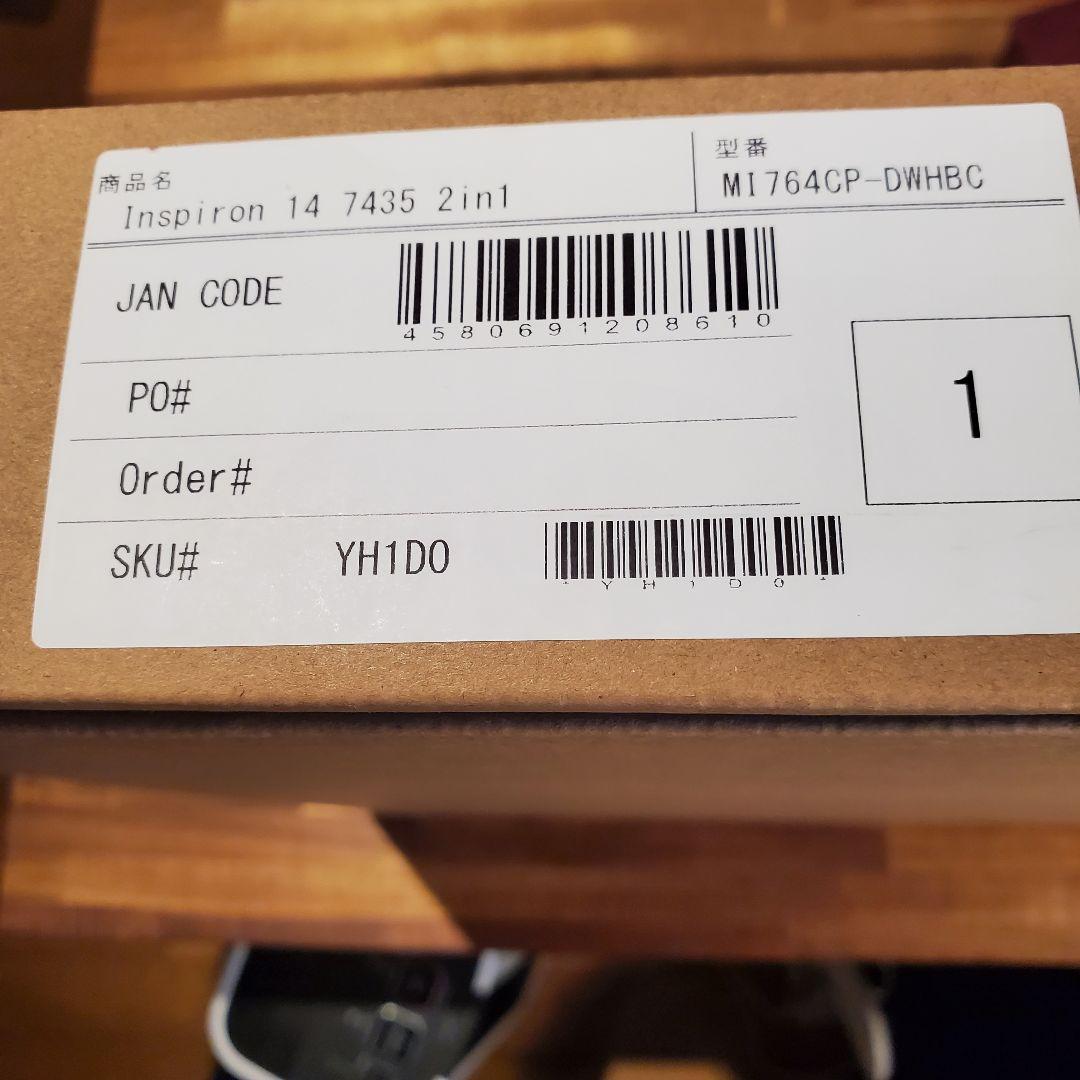 商品名
Inspiron 14 7435 2in1
型番
MI764CP-DWHBC
JAN CODE
4580691208610
PO#
1
Order#
SKU# YH1D0
*YH1D0*